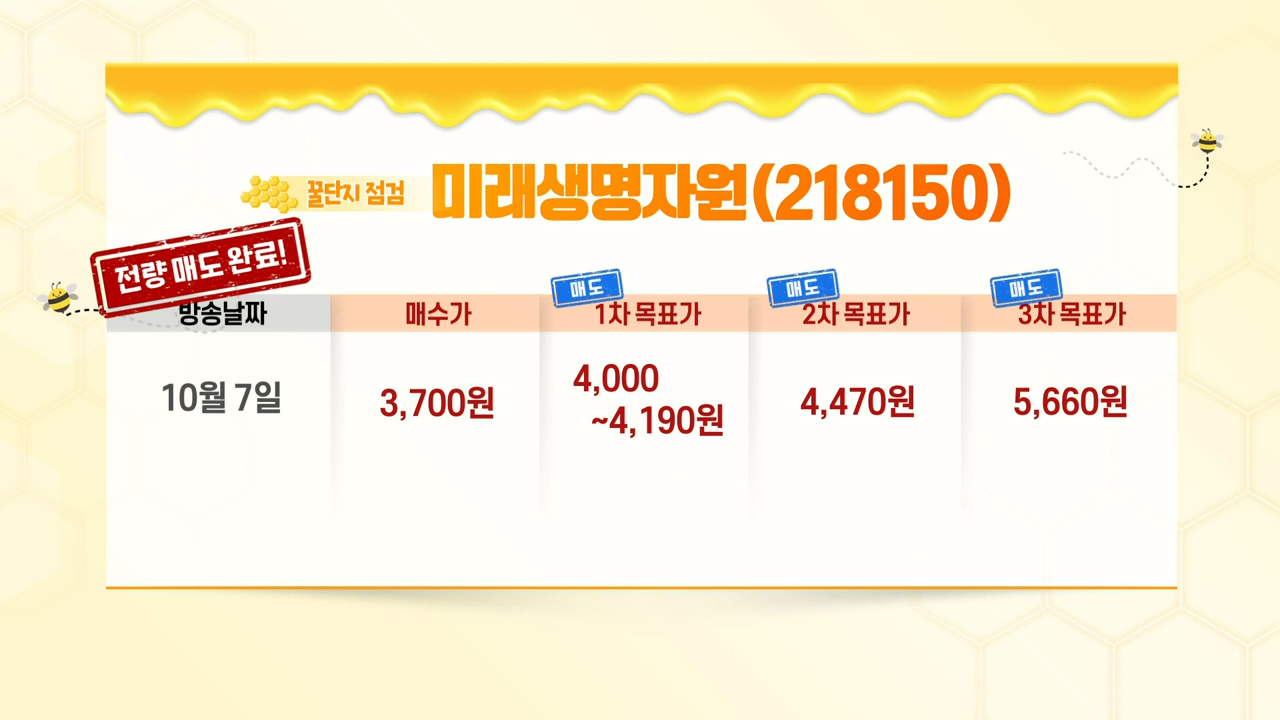 꿀단지 점검
미래생명자원(218150)
전량 매도 완료!
매도
매도
매도
방송날짜
매수가
1차 목표가
2차 목표가
3차 목표가
10월 7일
3,700원
4,000
~4,190원
4,470원
5,660원